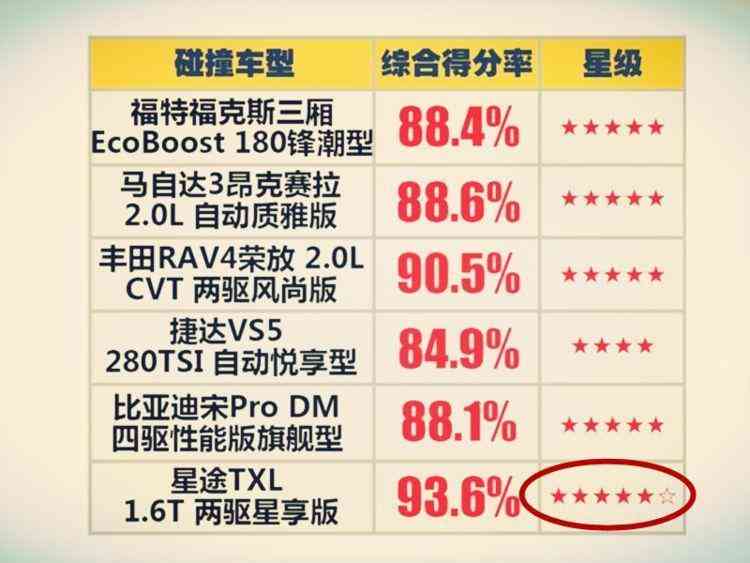 碰撞车型 综合得分率 星级
福特福克斯三厢
EcoBoost 180锋潮型
88.4% ★★★★★
马自达3昂克赛拉
2.0L 自动质雅版
88.6% ★★★★★
丰田RAV4荣放 2.0L
CVT 两驱风尚版
90.5% ★★★★★
捷达VS5
280TSI 自动悦享型
84.9% ★★★★
比亚迪宋Pro DM
四驱性能版旗舰型
88.1% ★★★★★
星途TXL
1.6T 两驱星享版
93.6% ★★★★★☆